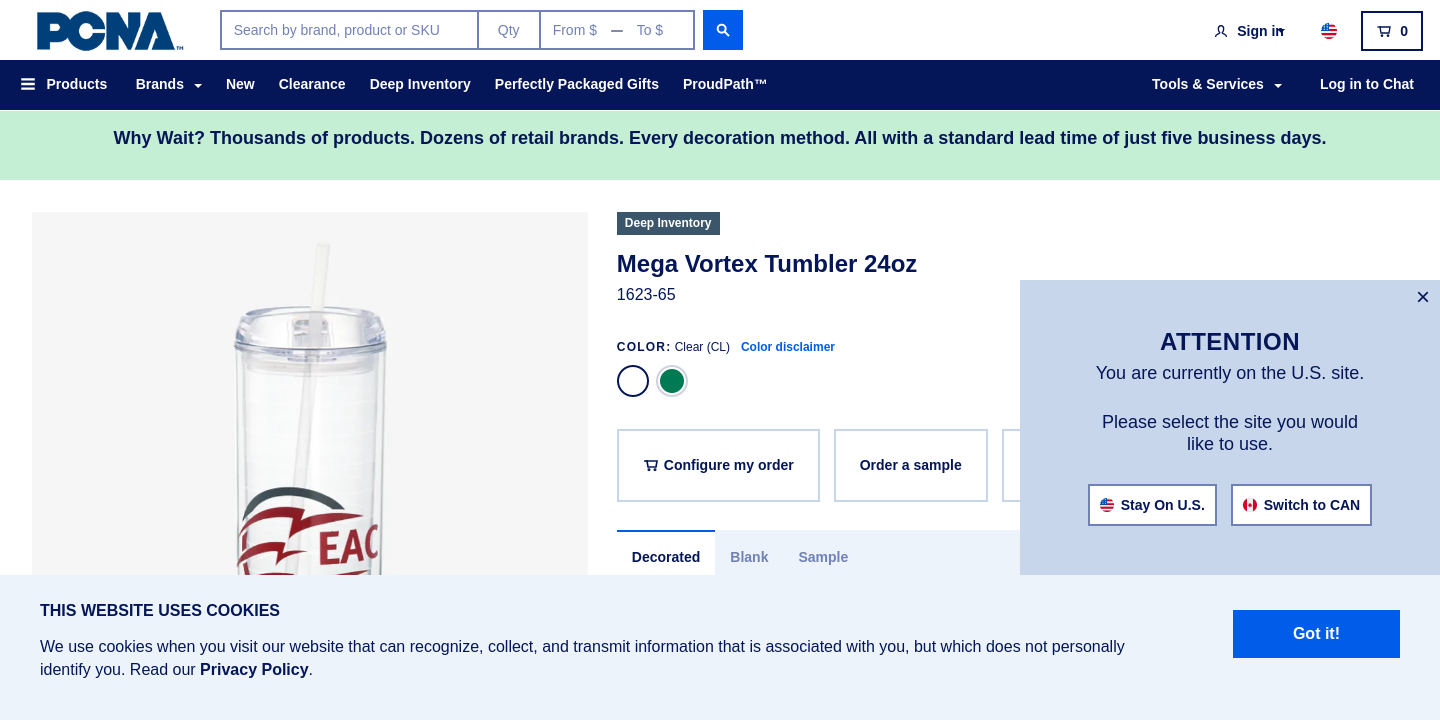 PCNA™
Search by brand, product or SKU
Qty
From $ — To $
Sign in
0
Products
Brands
New
Clearance
Deep Inventory
Perfectly Packaged Gifts
ProudPath™
Tools & Services
Log in to Chat
Why Wait? Thousands of products. Dozens of retail brands. Every decoration method. All with a standard lead time of just five business days.
Deep Inventory
Mega Vortex Tumbler 24oz
1623-65
COLOR: Clear (CL) Color disclaimer
Configure my order
Order a sample
Decorated
Blank
Sample
EAC
×
ATTENTION
You are currently on the U.S. site.
Please select the site you would
like to use.
Stay On U.S.
Switch to CAN
THIS WEBSITE USES COOKIES
We use cookies when you visit our website that can recognize, collect, and transmit information that is associated with you, but which does not personally
identify you. Read our Privacy Policy.
Got it!